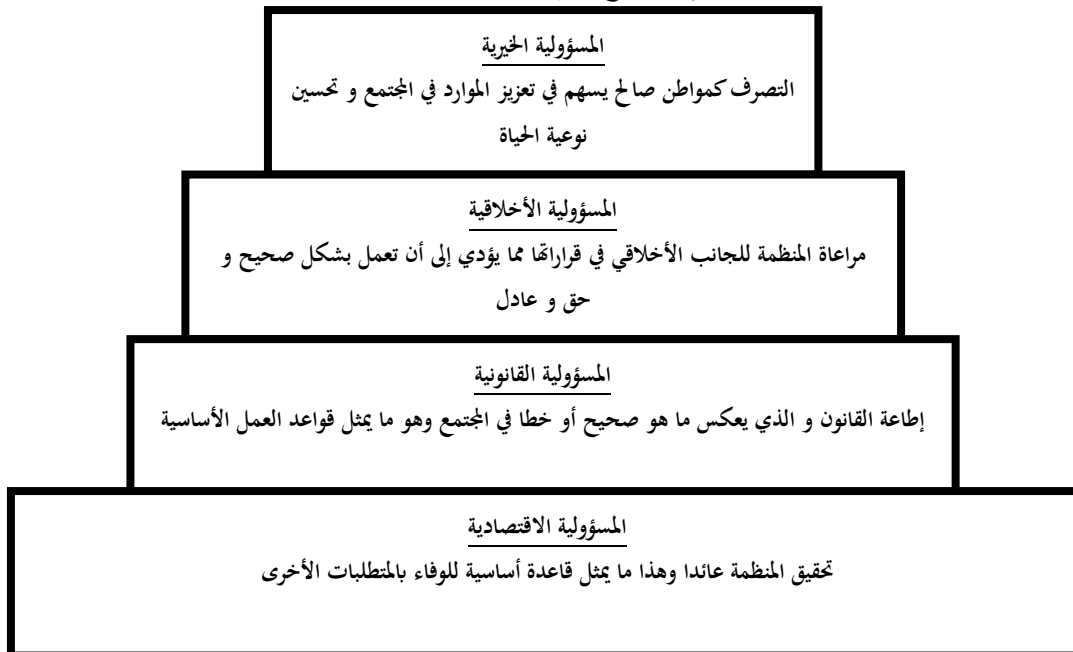 المسؤولية الخيرية
التصرف كمواطن صالح يسهم في تعزيز الموارد في المجتمع و تحسين
نوعية الحياة
المسؤولية الأخلاقية
مراعاة المنظمة للجانب الأخلاقي في قراراتها مما يؤدي إلى أن تعمل بشكل صحيح و
حق و عادل
المسؤولية القانونية
إطاعة القانون و الذي يعكس ما هو صحيح أو خطا في المجتمع وهو ما يمثل قواعد العمل الأساسية
المسؤولية الاقتصادية
تحقيق المنظمة عائدا وهذا ما يمثل قاعدة أساسية للوفاء بالمتطلبات الأخرى